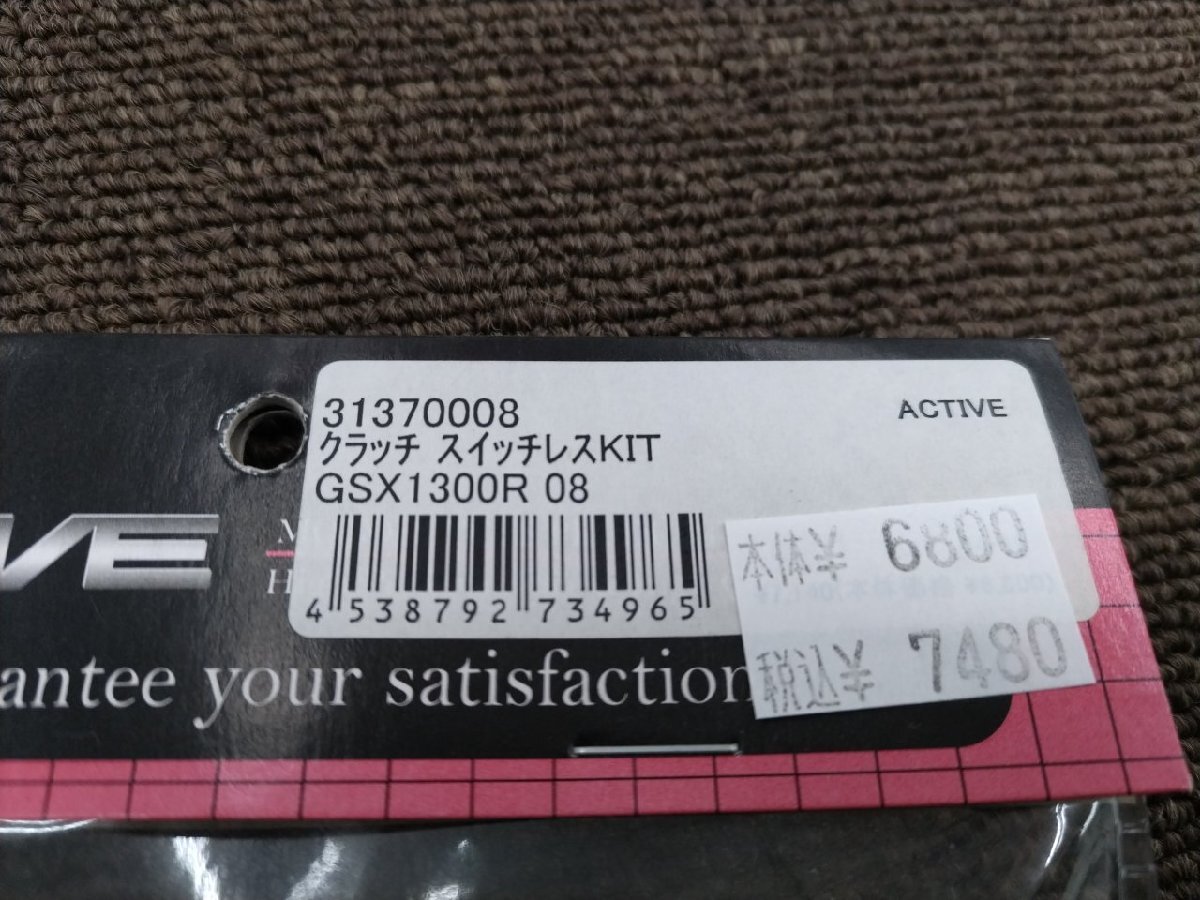 31370008
ACTIVE
クラッチ スイッチレスKIT
GSX1300R 08
4 538792 734965
本体¥ 6800
税込¥ 7480
VE
M
H
antee your satisfaction